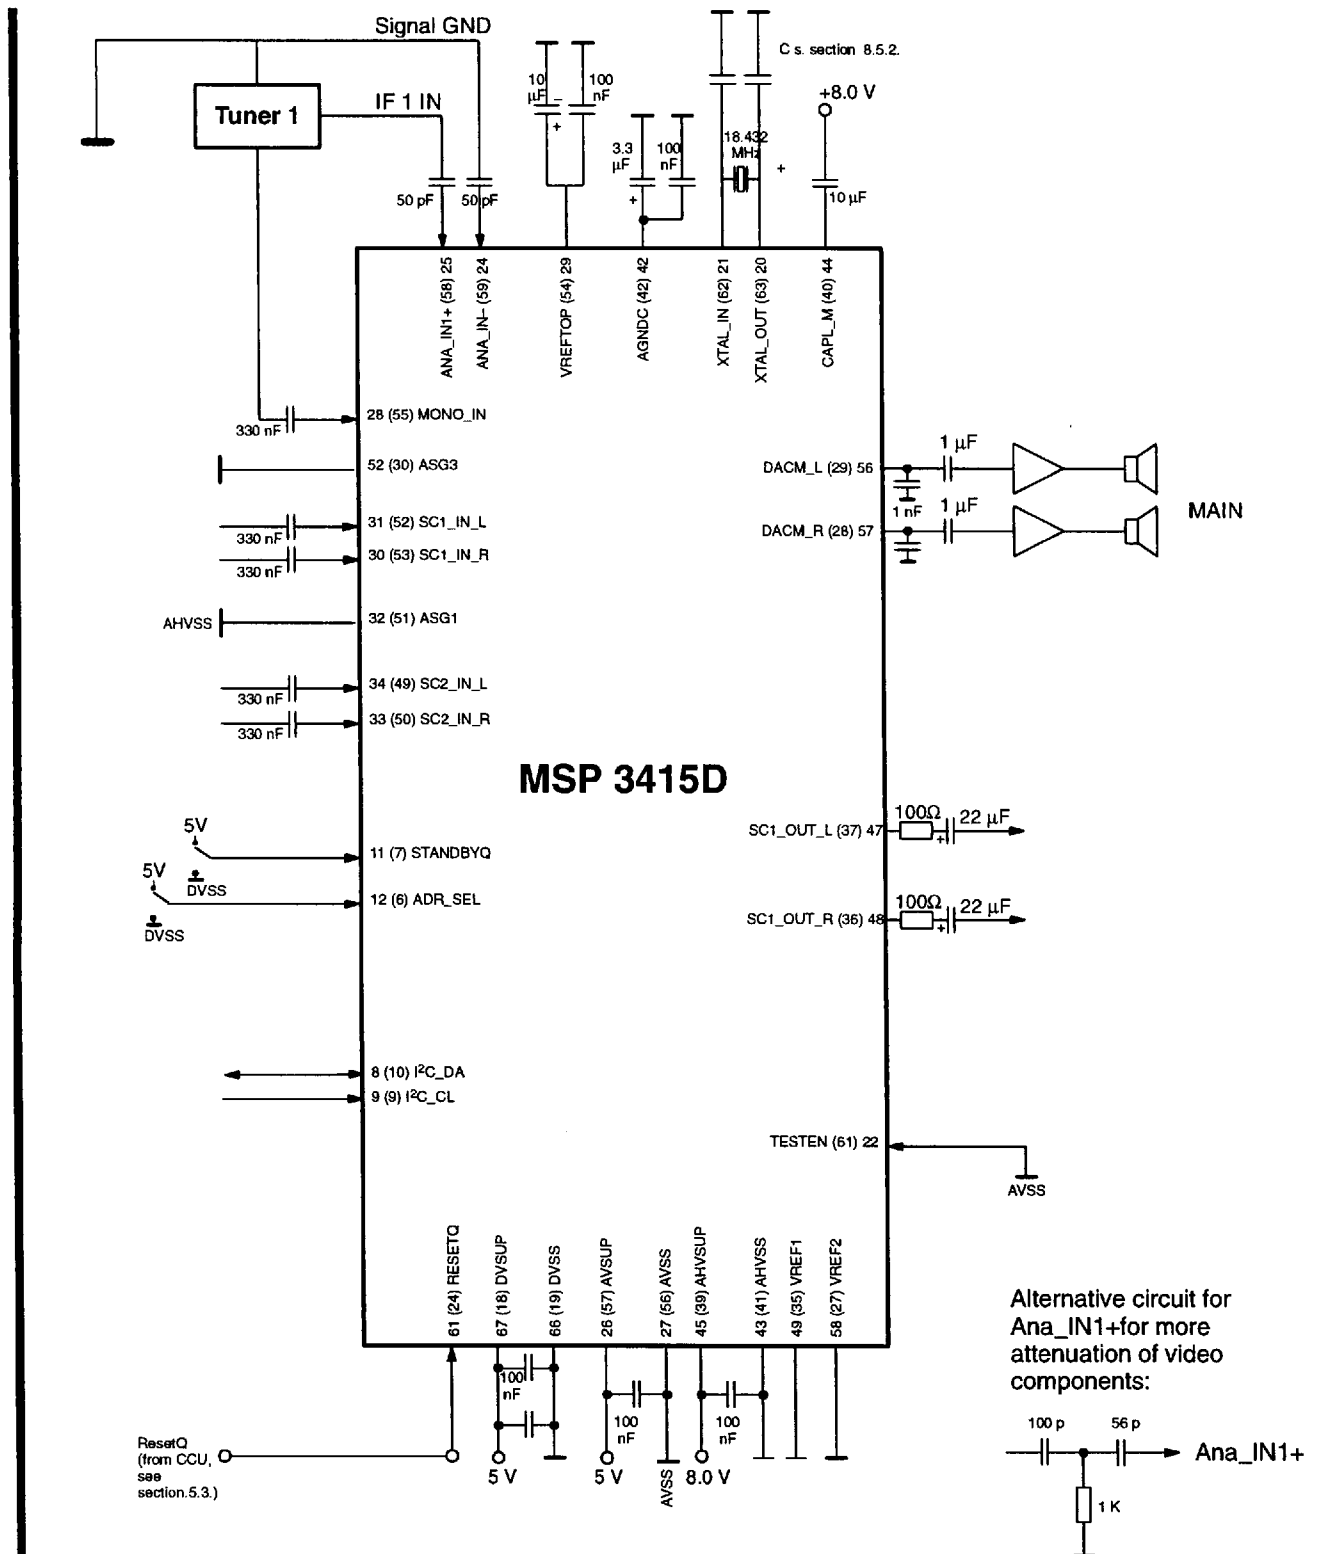 Signal GND
C s. section 8.5.2.
10
µF
–
+
100
nF
+8.0 V
Tuner 1
IF 1 IN
3.3
µF
+
100
nF
18.432
MHz
+
50 pF
50 pF
10 µF
ANA_IN1+ (58) 25
ANA_IN– (59) 24
VREFTOP (54) 29
AGNDC (42) 42
XTAL_IN (62) 21
XTAL_OUT (63) 20
CAPL_M (40) 44
330 nF
28 (55) MONO_IN
52 (30) ASG3
330 nF
31 (52) SC1_IN_L
330 nF
30 (53) SC1_IN_R
AHVSS
32 (51) ASG1
330 nF
34 (49) SC2_IN_L
330 nF
33 (50) SC2_IN_R
DACM_L (29) 56
1 µF
1 nF
DACM_R (28) 57
1 µF
MAIN
MSP 3415D
5V
11 (7) STANDBYQ
DVSS
5V
12 (6) ADR_SEL
DVSS
SC1_OUT_L (37) 47
100Ω
+
22 µF
SC1_OUT_R (36) 48
100Ω
+
22 µF
8 (10) I²C_DA
9 (9) I²C_CL
TESTEN (61) 22
AVSS
61 (24) RESETQ
67 (18) DVSUP
66 (19) DVSS
26 (57) AVSUP
27 (56) AVSS
45 (39) AHVSUP
43 (41) AHVSS
49 (35) VREF1
58 (27) VREF2
100
nF
100
nF
100
nF
ResetQ
(from CCU,
see
section.5.3.)
5 V
5 V
AVSS
8.0 V
Alternative circuit for
Ana_IN1+for more
attenuation of video
components:
100 p
56 p
Ana_IN1+
1 K